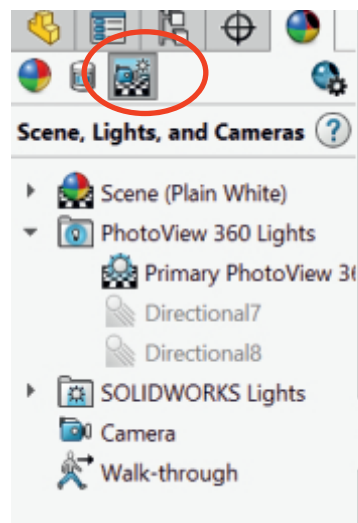 Scene, Lights, and Cameras ?
Scene (Plain White)
PhotoView 360 Lights
Primary PhotoView 36
Directional7
Directional8
SOLIDWORKS Lights
Camera
Walk-through